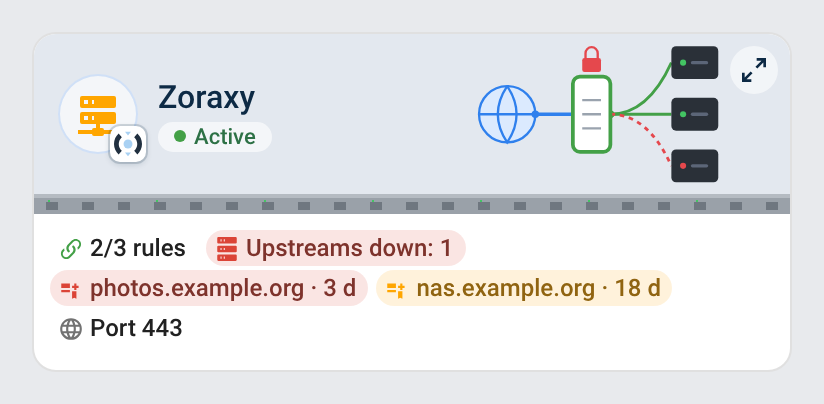 Zoraxy
Active
2/3 rules Upstreams down: 1
photos.example.org · 3 d nas.example.org · 18 d
Port 443